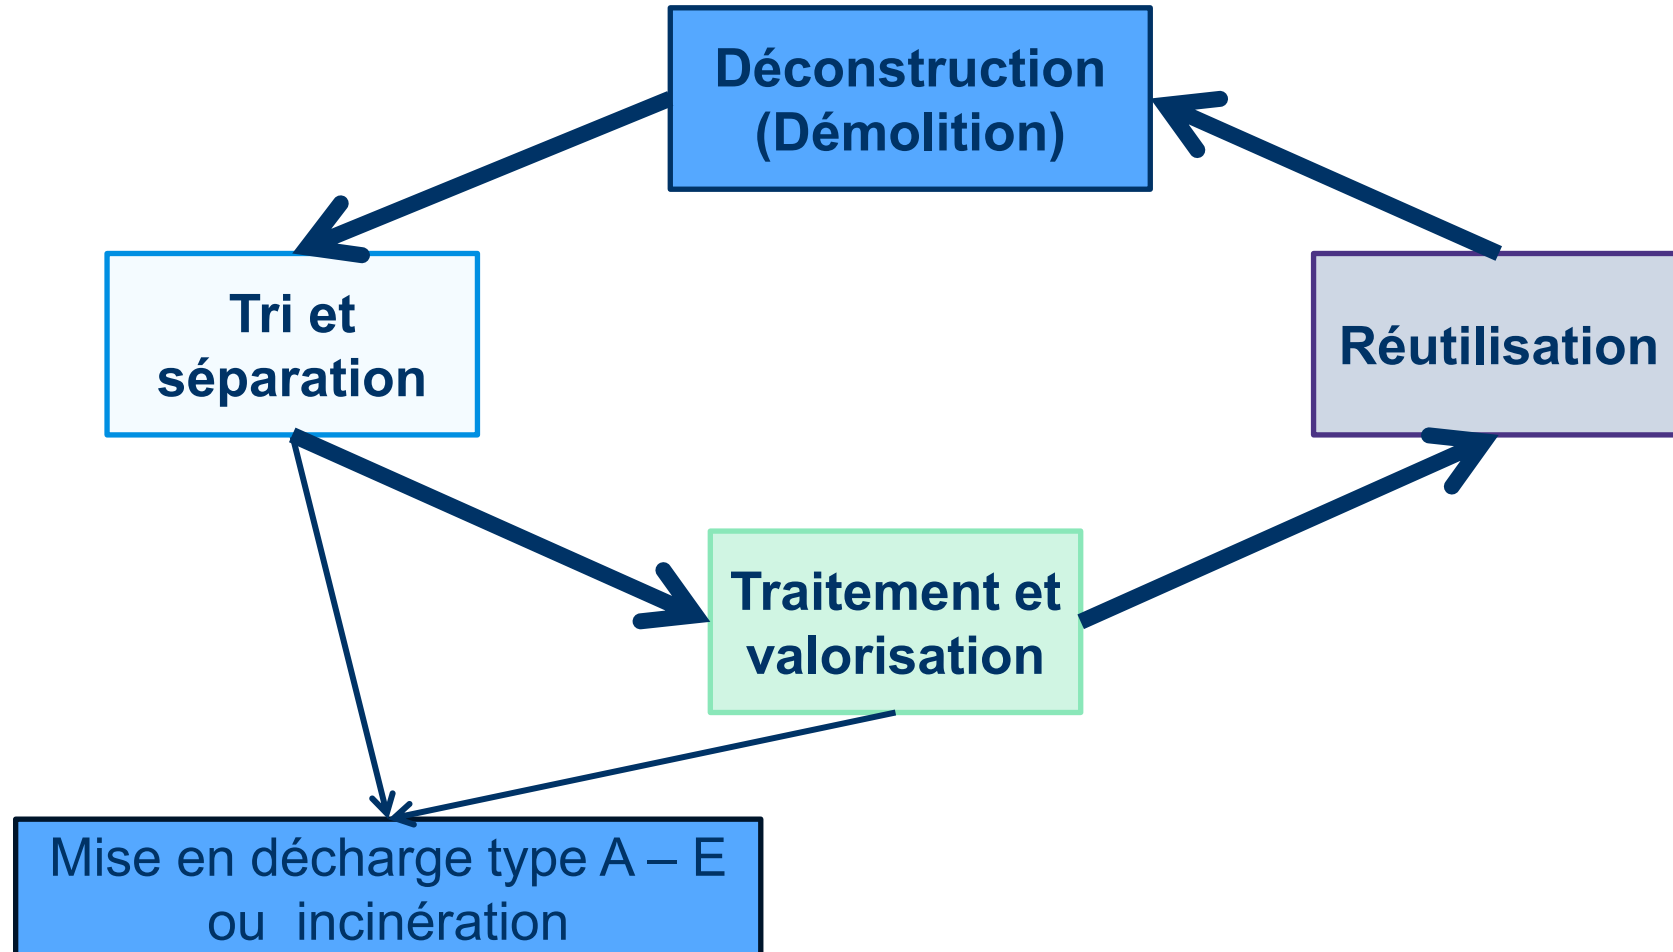 Déconstruction
(Démolition)
Tri et
séparation
Réutilisation
Traitement et
valorisation
Mise en décharge type A – E
ou  incinération